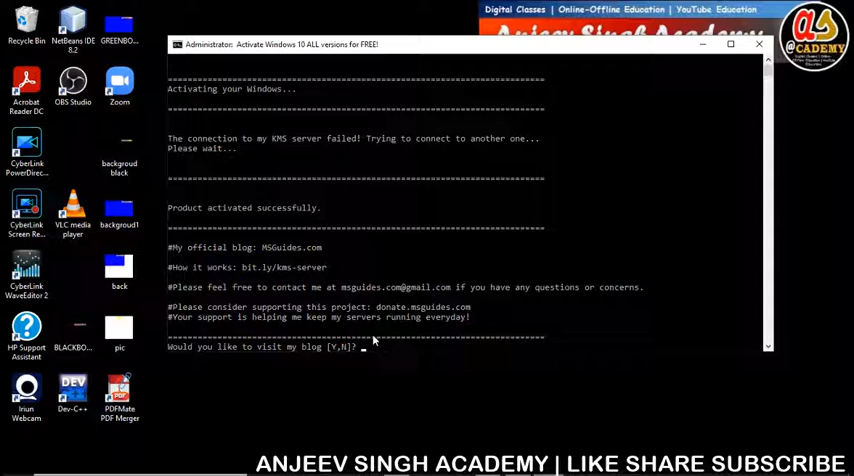 Digital Classes | Online-Offline Education | YouTube Education
Anjeev Singh Academy
@CADEMY
Recycle Bin
NetBeans IDE 8.2
GREENBO...
Administrator: Activate Windows 10 ALL versions for FREE!
============================================================================
Activating your Windows...
============================================================================
The connection to my KMS server failed! Trying to connect to another one...
Please wait...
============================================================================
Product activated successfully.
============================================================================
#My official blog: MSGuides.com
#How it works: bit.ly/kms-server
#Please feel free to contact me at msguides.com@gmail.com if you have any questions or concerns.
#Please consider supporting this project: donate.msguides.com
#Your support is helping me keep my servers running everyday!
============================================================================
Would you like to visit my blog [Y,N]? _
Acrobat Reader DC
OBS Studio
Zoom
CyberLink PowerDirec...
backgroud black
CyberLink Screen Re...
VLC media player
backgroud1
CyberLink WaveEditor 2
back
HP Support Assistant
BLACKBO...
pic
Iriun Webcam
DEV
Dev-C++
PDFMate PDF Merger
ANJEEV SINGH ACADEMY | LIKE SHARE SUBSCRIBE